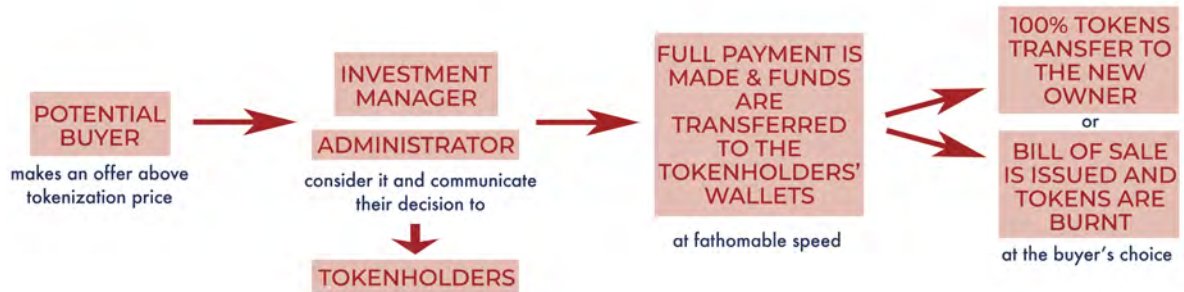 POTENTIAL
BUYER
makes an offer above
tokenization price
INVESTMENT
MANAGER
ADMINISTRATOR
consider it and communicate
their decision to
TOKENHOLDERS
FULL PAYMENT IS
MADE & FUNDS
ARE
TRANSFERRED
TO THE
TOKENHOLDERS'
WALLETS
at fathomable speed
100% TOKENS
TRANSFER TO
THE NEW
OWNER
or
BILL OF SALE
IS ISSUED AND
TOKENS ARE
BURNT
at the buyer's choice